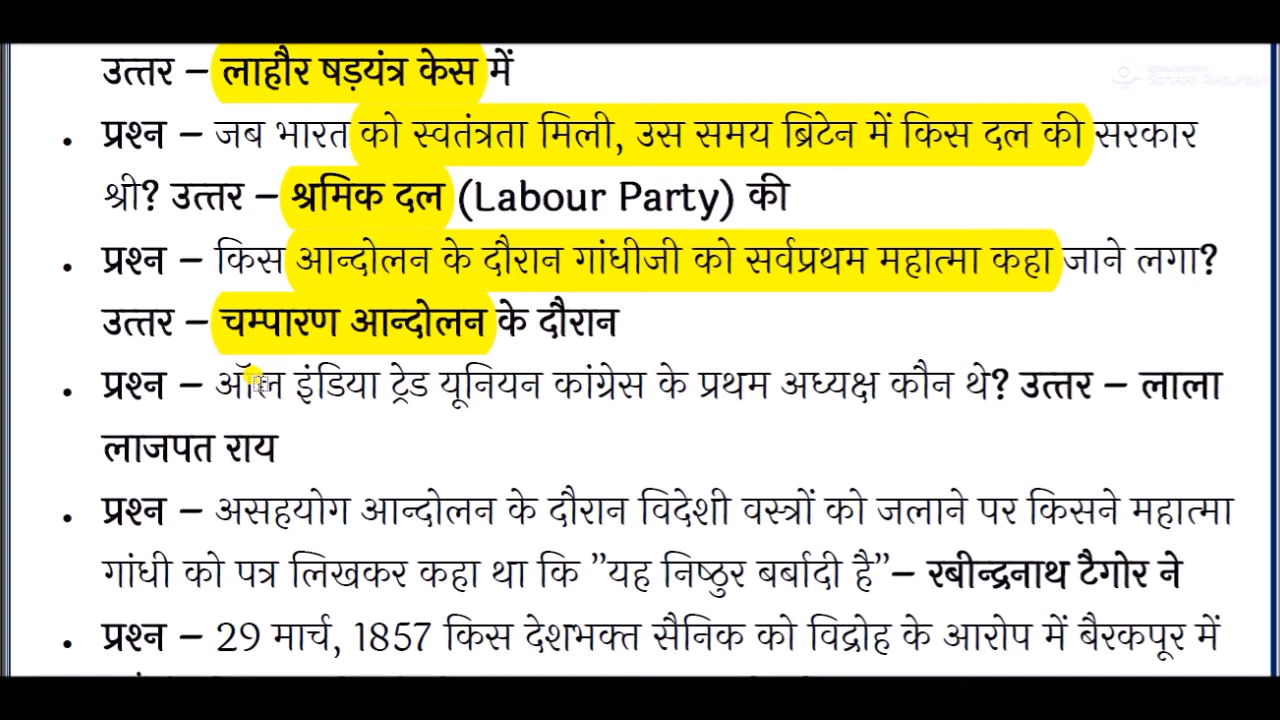 उत्तर – लाहौर षड़यंत्र केस में
• प्रश्न – जब भारत को स्वतंत्रता मिली, उस समय ब्रिटेन में किस दल की सरकार
श्री? उत्तर – श्रमिक दल (Labour Party) की
• प्रश्न – किस आन्दोलन के दौरान गांधीजी को सर्वप्रथम महात्मा कहा जाने लगा?
उत्तर – चम्पारण आन्दोलन के दौरान
• प्रश्न – ऑल इंडिया ट्रेड यूनियन कांग्रेस के प्रथम अध्यक्ष कौन थे? उत्तर – लाला
लाजपत राय
• प्रश्न – असहयोग आन्दोलन के दौरान विदेशी वस्त्रों को जलाने पर किसने महात्मा
गांधी को पत्र लिखकर कहा था कि ”यह निष्ठुर बर्बादी है”– रबीन्द्रनाथ टैगोर ने
• प्रश्न – 29 मार्च, 1857 किस देशभक्त सैनिक को विद्रोह के आरोप में बैरकपूर में